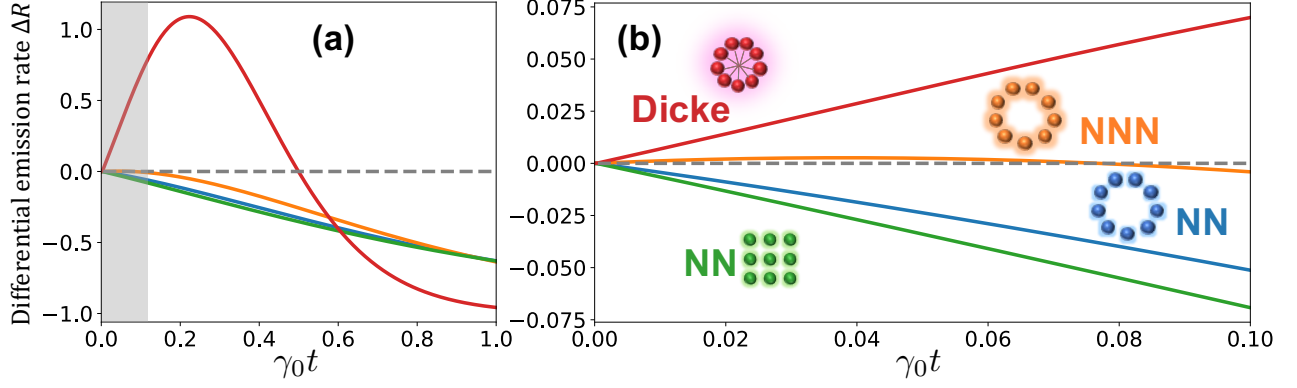 Differential emission rate ΔR
(a)
1.0
0.5
0.0
−0.5
−1.0
0.0 0.2 0.4 0.6 0.8 1.0
γ₀t
(b)
0.075
0.050
0.025
0.000
−0.025
−0.050
−0.075
Dicke
NNN
NN
NN
0.00 0.02 0.04 0.06 0.08 0.10
γ₀t